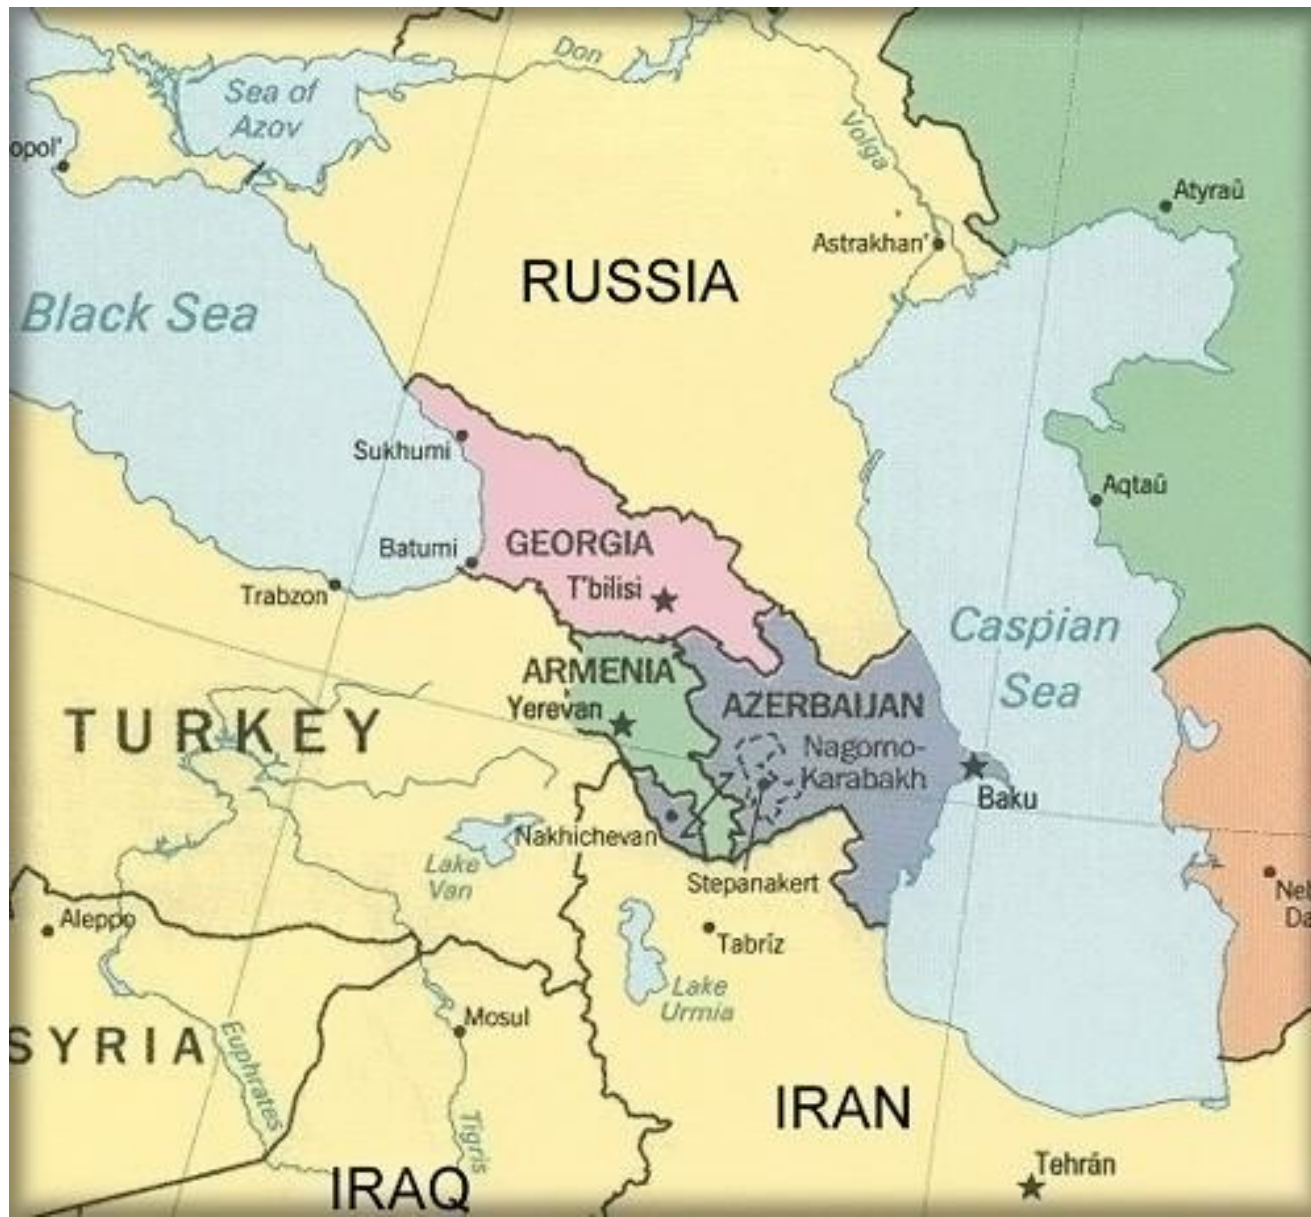 Don
Sea of
Azov
Volga
opol'
Atyraū
Astrakhan'
RUSSIA
Black Sea
Sukhumi
Aqtaū
Batumi
GEORGIA
T'bilisi
Trabzon
Caspian
Sea
ARMENIA
Yerevan
AZERBAIJAN
TURKEY
Nagorno-
Karabakh
Baku
Nakhichevan
Lake
Van
Stepanakert
Nel
Da
Aleppo
Tabrīz
Lake
Urmia
Mosul
SYRIA
Euphrates
Tigris
IRAN
Tehrān
IRAQ